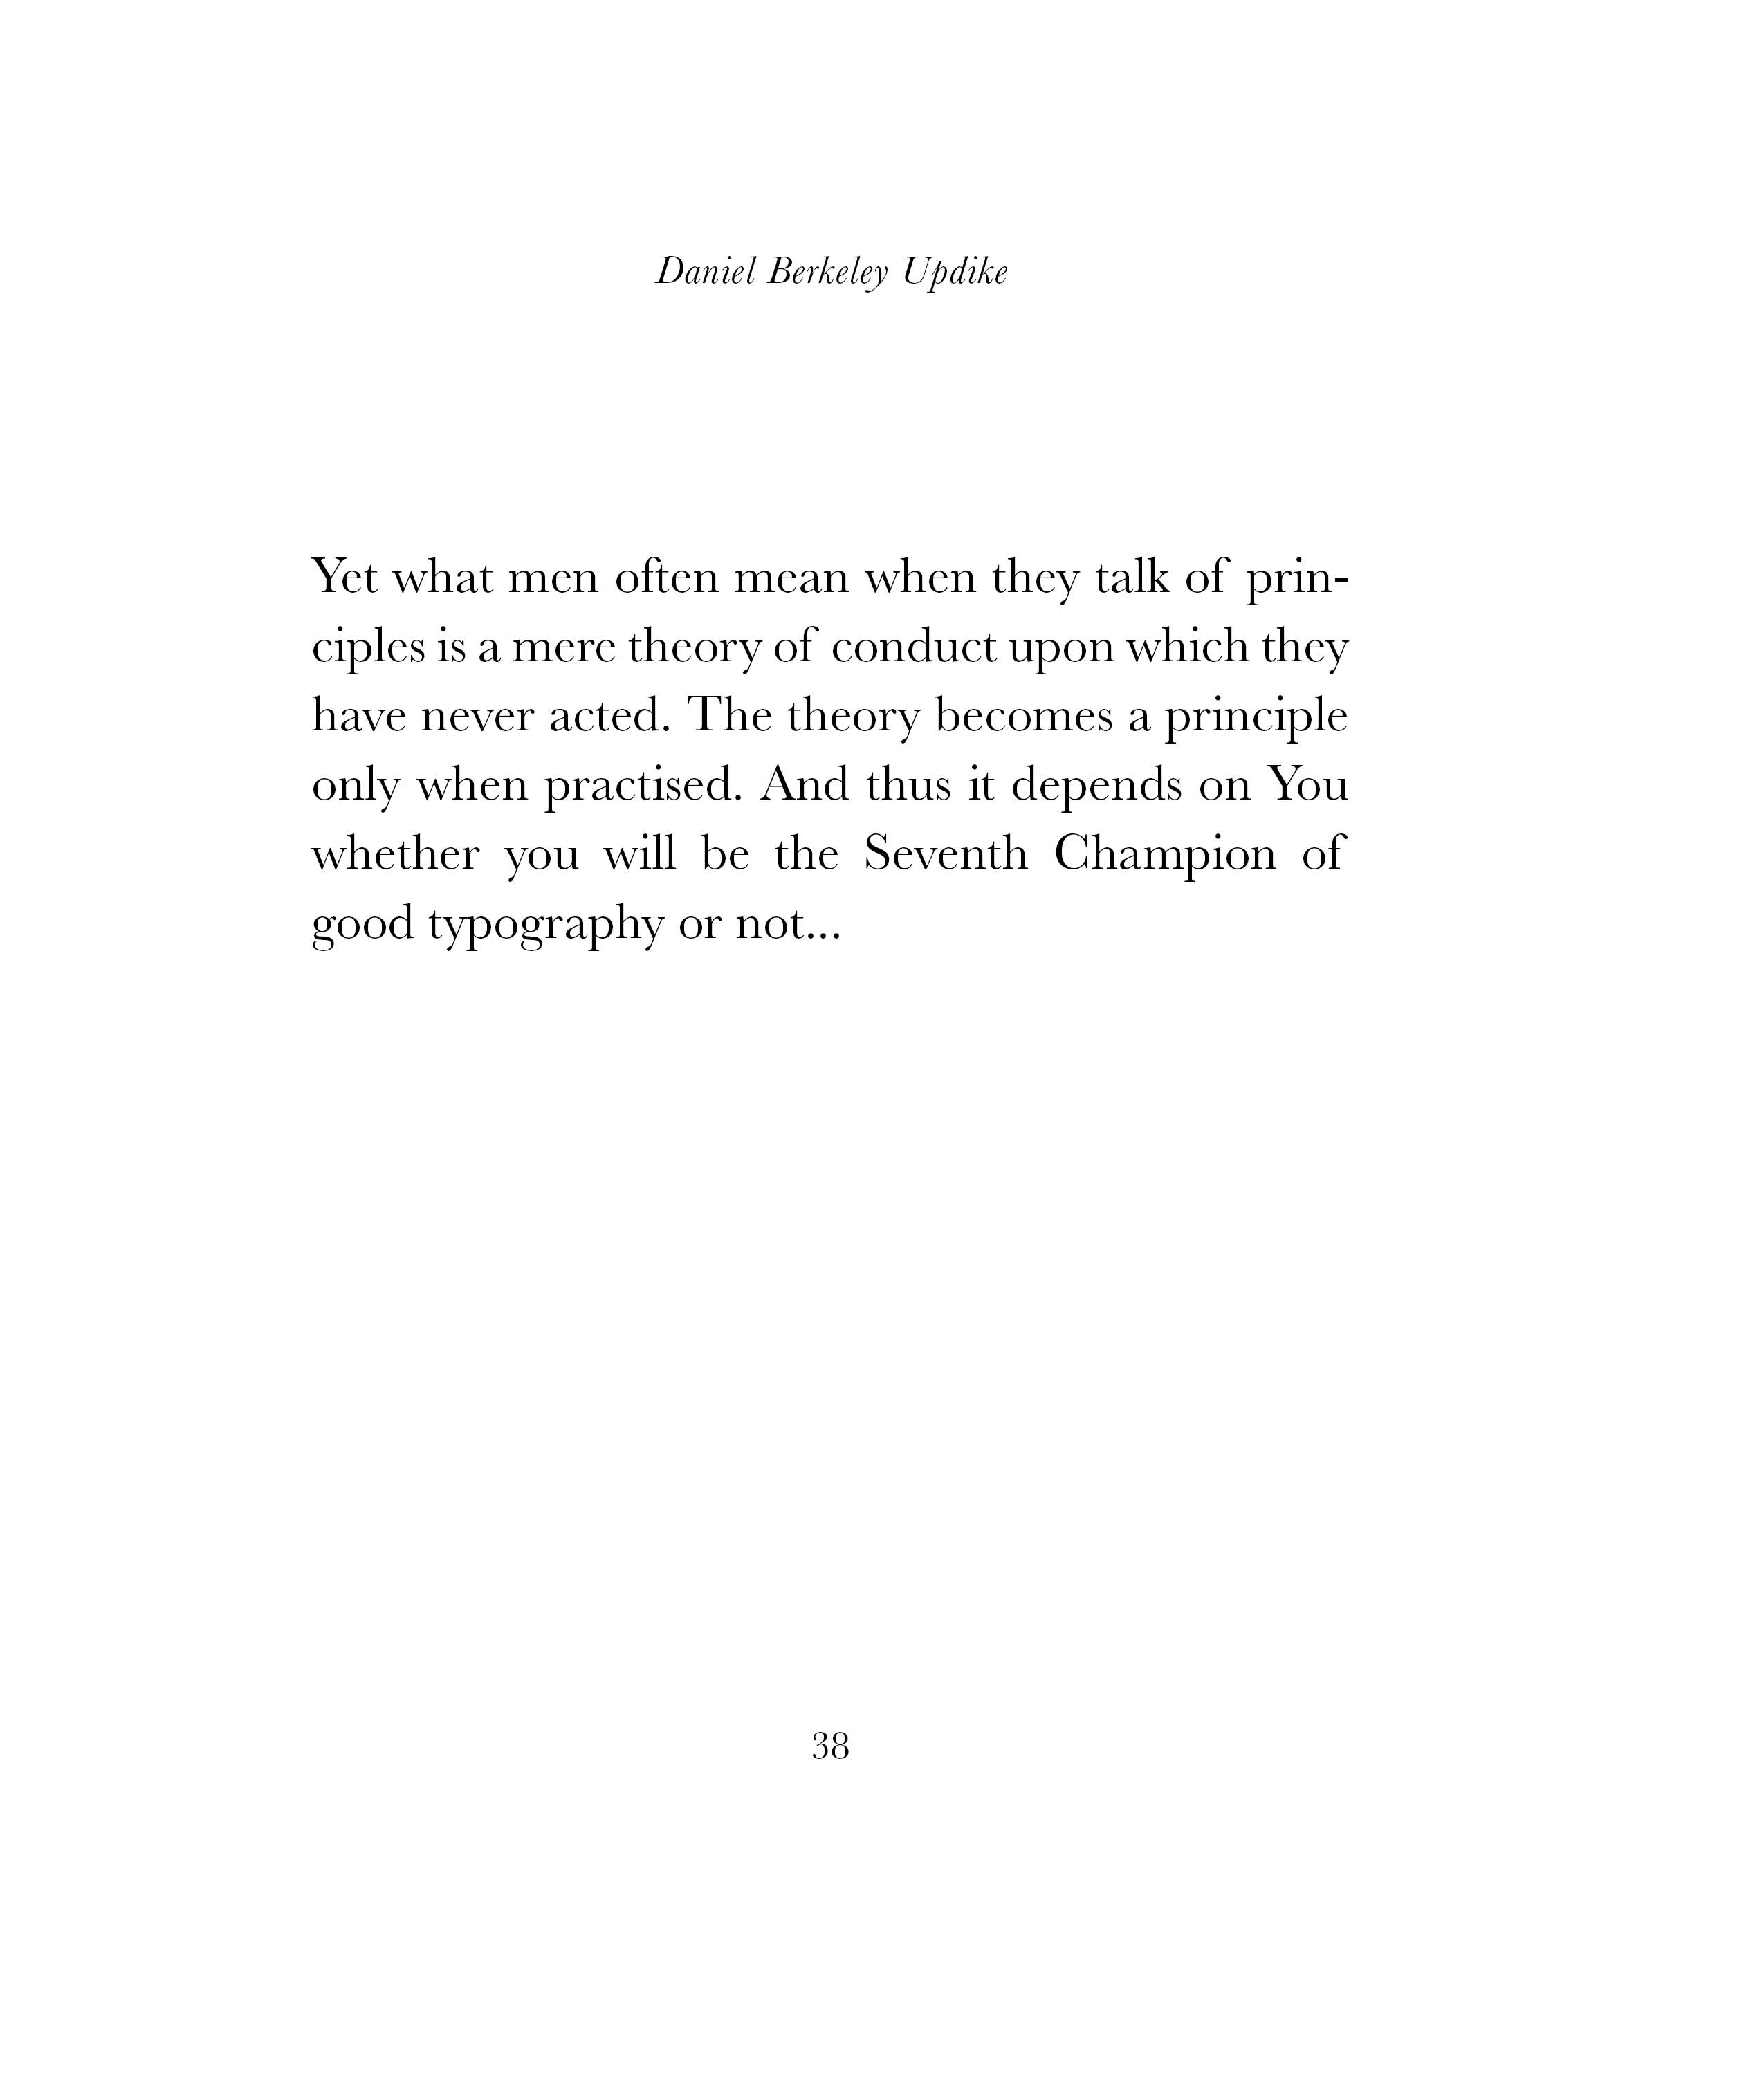 Daniel Berkeley Updike
Yet what men often mean when they talk of prin-
ciples is a mere theory of conduct upon which they
have never acted. The theory becomes a principle
only when practised. And thus it depends on You
whether you will be the Seventh Champion of
good typography or not...
38